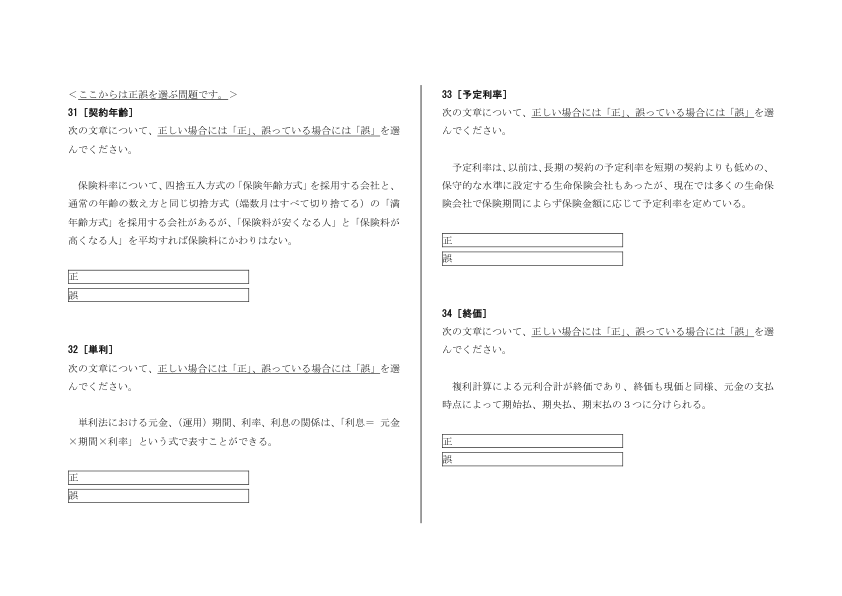 ＜ここからは正誤を選ぶ問題です。＞
31［契約年齢］
次の文章について、正しい場合には「正」、誤っている場合には「誤」を選
んでください。
保険料率について、四捨五入方式の「保険年齢方式」を採用する会社と、
通常の年齢の数え方と同じ切捨方式（端数月はすべて切り捨てる）の「満
年齢方式」を採用する会社があるが、「保険料が安くなる人」と「保険料が
高くなる人」を平均すれば保険料にかわりはない。
正
誤
32［単利］
次の文章について、正しい場合には「正」、誤っている場合には「誤」を選
んでください。
単利法における元金、（運用）期間、利率、利息の関係は、「利息＝ 元金
×期間×利率」という式で表すことができる。
正
誤
33［予定利率］
次の文章について、正しい場合には「正」、誤っている場合には「誤」を選
んでください。
予定利率は、以前は、長期の契約の予定利率を短期の契約よりも低めの、
保守的な水準に設定する生命保険会社もあったが、現在では多くの生命保
険会社で保険期間によらず保険金額に応じて予定利率を定めている。
正
誤
34［終価］
次の文章について、正しい場合には「正」、誤っている場合には「誤」を選
んでください。
複利計算による元利合計が終価であり、終価も現価と同様、元金の支払
時点によって期始払、期央払、期末払の３つに分けられる。
正
誤